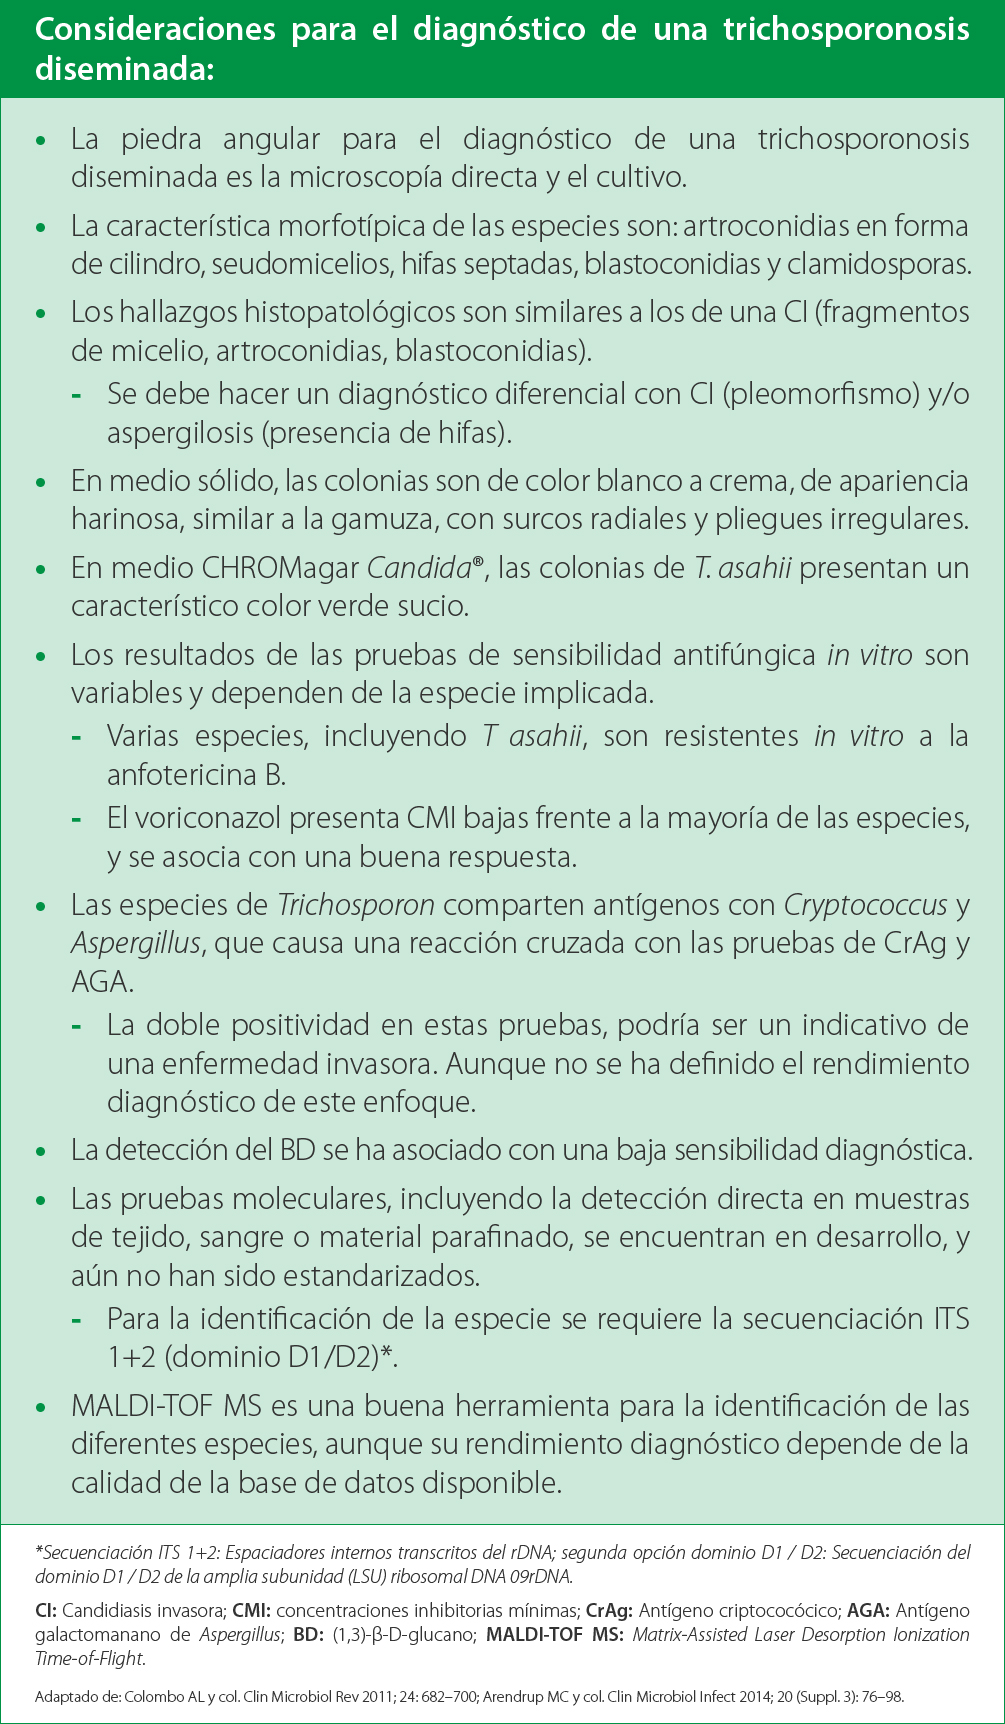 Consideraciones para el diagnóstico de una trichosporonosis
diseminada:
• La piedra angular para el diagnóstico de una trichosporonosis
diseminada es la microscopía directa y el cultivo.
• La característica morfotípica de las especies son: artroconidias en forma
de cilindro, seudomicelios, hifas septadas, blastoconidias y clamidosporas.
• Los hallazgos histopatológicos son similares a los de una CI (fragmentos
de micelio, artroconidias, blastoconidias).
- Se debe hacer un diagnóstico diferencial con CI (pleomorfismo) y/o
aspergilosis (presencia de hifas).
• En medio sólido, las colonias son de color blanco a crema, de apariencia
harinosa, similar a la gamuza, con surcos radiales y pliegues irregulares.
• En medio CHROMagar Candida®, las colonias de T. asahii presentan un
característico color verde sucio.
• Los resultados de las pruebas de sensibilidad antifúngica in vitro son
variables y dependen de la especie implicada.
- Varias especies, incluyendo T asahii, son resistentes in vitro a la
anfotericina B.
- El voriconazol presenta CMI bajas frente a la mayoría de las especies,
y se asocia con una buena respuesta.
• Las especies de Trichosporon comparten antígenos con Cryptococcus y
Aspergillus, que causa una reacción cruzada con las pruebas de CrAg y
AGA.
- La doble positividad en estas pruebas, podría ser un indicativo de
una enfermedad invasora. Aunque no se ha definido el rendimiento
diagnóstico de este enfoque.
• La detección del BD se ha asociado con una baja sensibilidad diagnóstica.
• Las pruebas moleculares, incluyendo la detección directa en muestras
de tejido, sangre o material parafinado, se encuentran en desarrollo, y
aún no han sido estandarizados.
- Para la identificación de la especie se requiere la secuenciación ITS
1+2 (dominio D1/D2)*.
• MALDI-TOF MS es una buena herramienta para la identificación de las
diferentes especies, aunque su rendimiento diagnóstico depende de la
calidad de la base de datos disponible.
*Secuenciación ITS 1+2: Espaciadores internos transcritos del rDNA; segunda opción dominio D1 / D2: Secuenciación del
dominio D1 / D2 de la amplia subunidad (LSU) ribosomal DNA 09rDNA.
CI: Candidiasis invasora; CMI: concentraciones inhibitorias mínimas; CrAg: Antígeno criptococócico; AGA: Antígeno
galactomanano de Aspergillus; BD: (1,3)-β-D-glucano; MALDI-TOF MS: Matrix-Assisted Laser Desorption Ionization
Time-of-Flight.
Adaptado de: Colombo AL y col. Clin Microbiol Rev 2011; 24: 682–700; Arendrup MC y col. Clin Microbiol Infect 2014; 20 (Suppl. 3): 76–98.